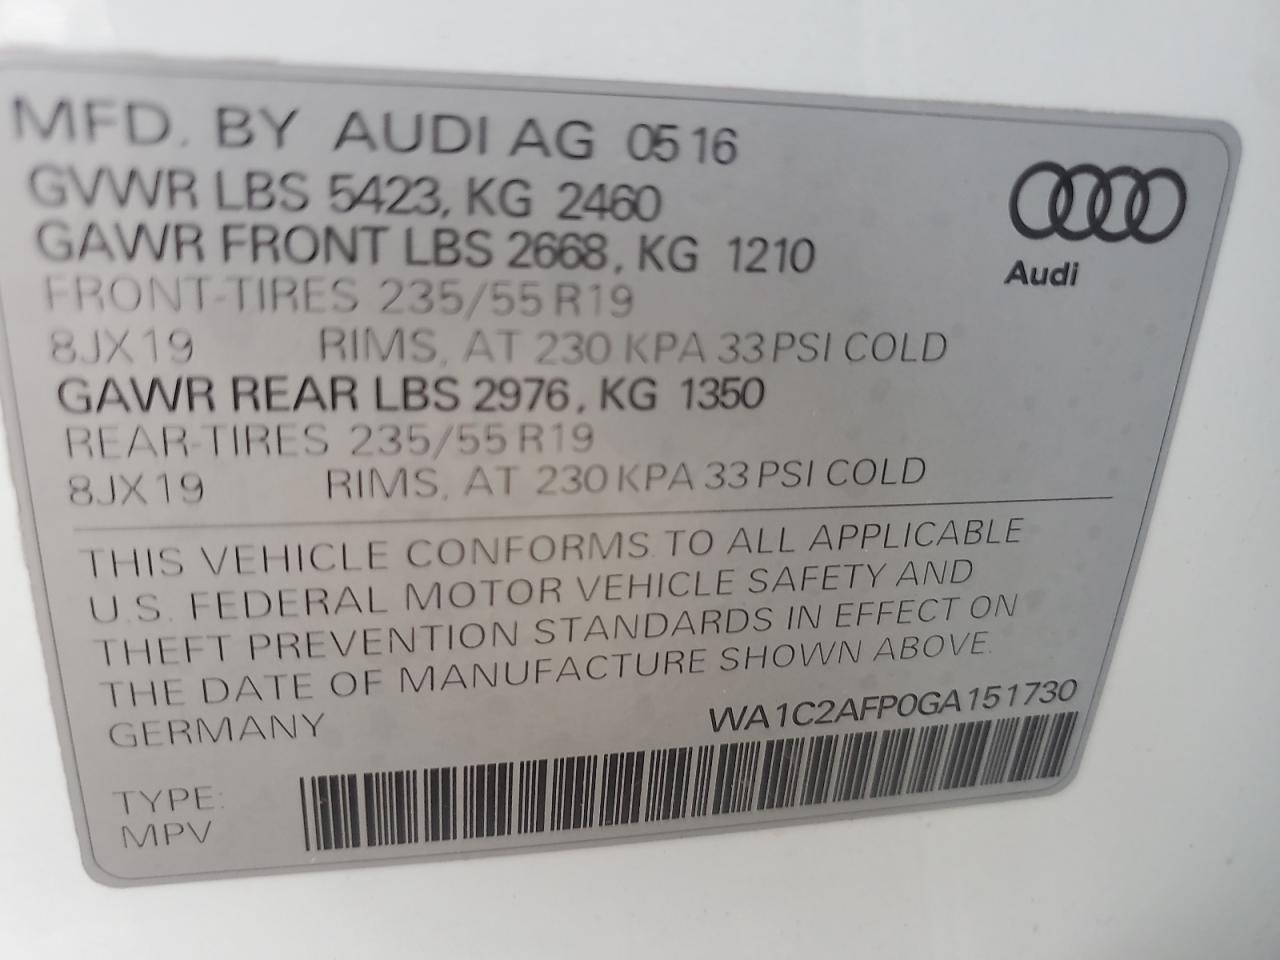 MFD. BY AUDI AG 05 16
GVWR LBS 5423, KG 2460
GAWR FRONT LBS 2668, KG 1210
FRONT-TIRES 235/55 R19
8JX19 RIMS, AT 230 KPA 33 PSI COLD
GAWR REAR LBS 2976, KG 1350
REAR-TIRES 235/55 R19
8JX19 RIMS, AT 230 KPA 33 PSI COLD
Audi
THIS VEHICLE CONFORMS TO ALL APPLICABLE
U.S. FEDERAL MOTOR VEHICLE SAFETY AND
THEFT PREVENTION STANDARDS IN EFFECT ON
THE DATE OF MANUFACTURE SHOWN ABOVE.
GERMANY WA1C2AFP0GA151730
TYPE:
MPV